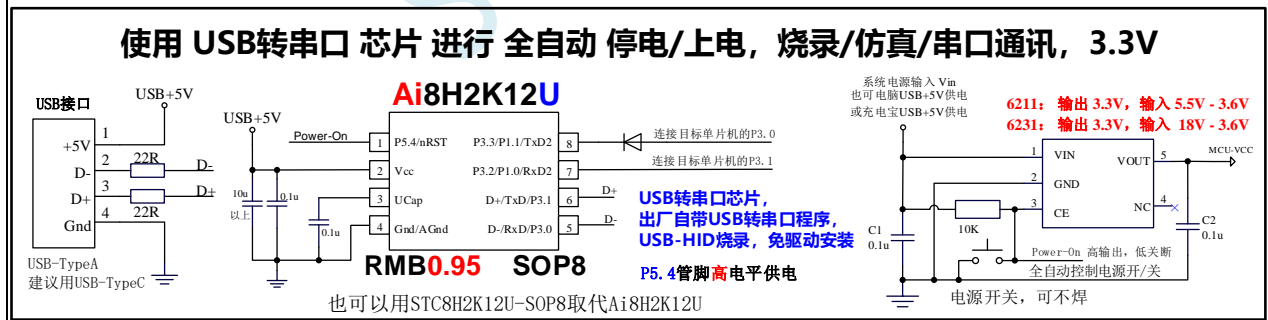 使用 USB转串口 芯片 进行 全自动 停电/上电，烧录/仿真/串口通讯，3.3V
USB接口
USB+5V
1
+5V
2
22R
D-
D-
3
D+
D+
4
22R
Gnd
USB-TypeA
建议用USB-TypeC
USB+5V
10u
以上
0.1u
0.1u
Power-On
Ai8H2K12U
1
P5.4/nRST
P3.3/P1.1/TxD2
8
连接目标单片机的P3.0
2
Vcc
P3.2/P1.0/RxD2
7
连接目标单片机的P3.1
3
UCap
D+/TxD/P3.1
6
D+
4
Gnd/AGnd
D-/RxD/P3.0
5
D-
RMB0.95 SOP8
USB转串口芯片，
出厂自带USB转串口程序，
USB-HID烧录，免驱动安装
P5.4管脚高电平供电
也可以用STC8H2K12U-SOP8取代Ai8H2K12U
系统电源输入 Vin
也可电脑USB+5V供电
或充电宝USB+5V供电
6211： 输出 3.3V，输入 5.5V - 3.6V
6231： 输出 3.3V，输入 18V - 3.6V
1
VIN
VOUT
5
MCU-VCC
2
GND
3
CE
NC
4
10K
C1
0.1u
C2
0.1u
Power-On 高输出，低关断
全自动控制电源开/关
电源开关，可不焊